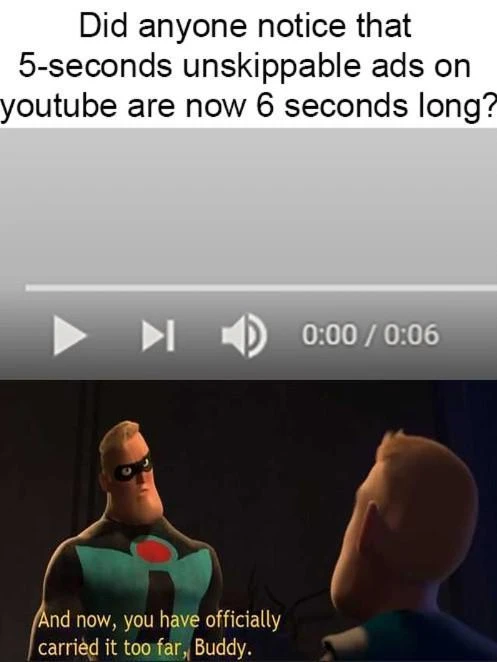 Did anyone notice that
5-seconds unskippable ads on
youtube are now 6 seconds long?
0:00 / 0:06
And now, you have officially
carried it too far, Buddy.